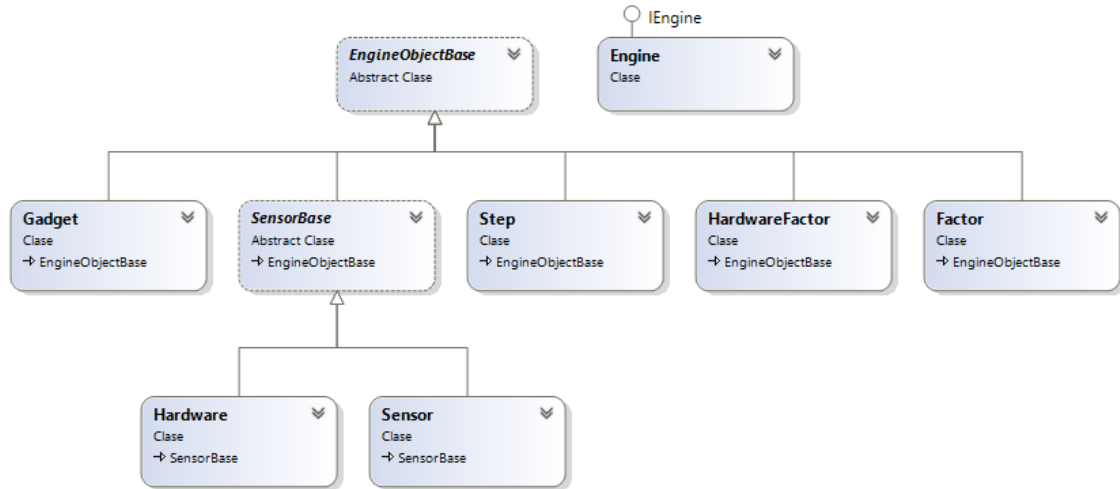 IEngine
EngineObjectBase
Abstract Clase
Engine
Clase
Gadget
Clase
EngineObjectBase
SensorBase
Abstract Clase
EngineObjectBase
Step
Clase
EngineObjectBase
HardwareFactor
Clase
EngineObjectBase
Factor
Clase
EngineObjectBase
Hardware
Clase
SensorBase
Sensor
Clase
SensorBase